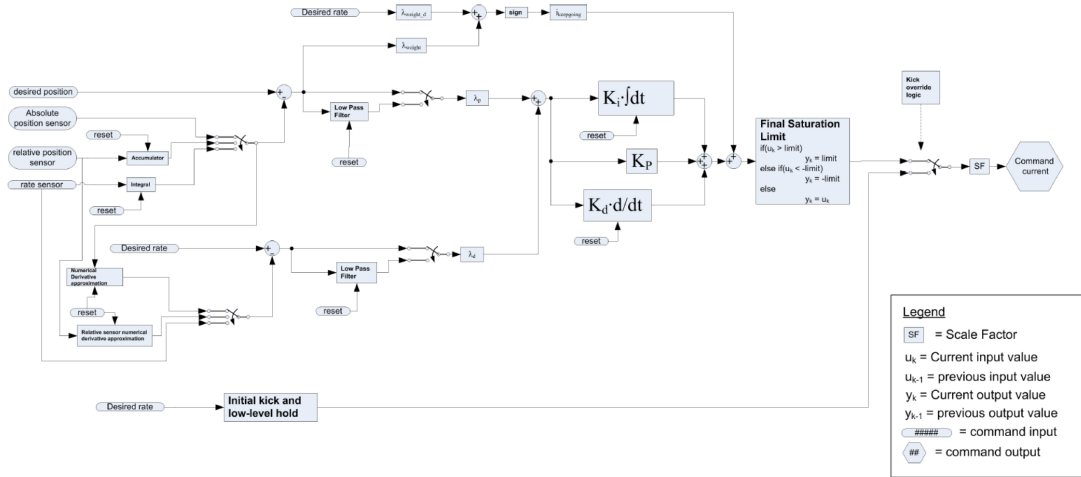 Desired rate
λweight_d
sign
ikeepgoing
λweight
desired position
Absolute
position sensor
reset
relative position
sensor
Accumulator
rate sensor
Integral
reset
Low Pass
Filter
reset
λp
Ki·∫dt
reset
KP
Kd·d/dt
reset
Final Saturation
Limit
if(uk > limit)
yk = limit
else if(uk < -limit)
yk = -limit
else
yk = uk
Kick
override
logic
SF
Command
current
Desired rate
Numerical
Derivative
approximation
reset
Relative sensor numerical
derivative approximation
Low Pass
Filter
reset
λd
Desired rate
Initial kick and
low-level hold
Legend
SF = Scale Factor
uk = Current input value
uk-1 = previous input value
yk = Current output value
yk-1 = previous output value
##### = command input
## = command output